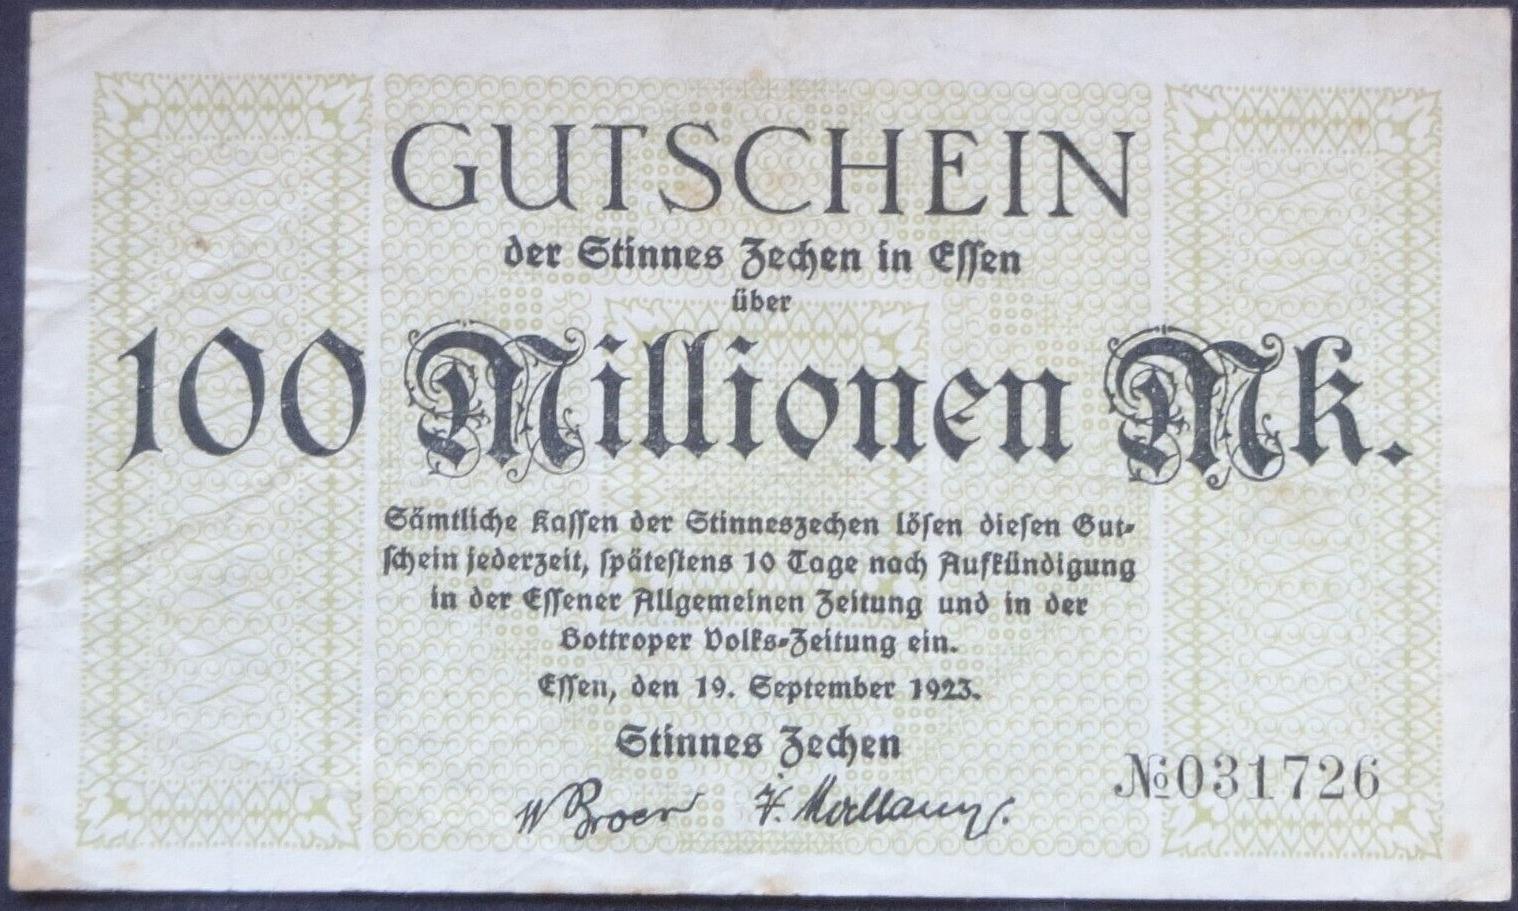 GUTSCHEIN
der Stinnes Zechen in Essen
über
100 Millionen Mk.
Sämtliche Kassen der Stinneszechen lösen diesen Gut-
schein jederzeit, spätestens 10 Tage nach Aufkündigung
in der Essener Allgemeinen Zeitung und in der
Bottroper Volks-Zeitung ein.
Essen, den 19. September 1923.
Stinnes Zechen
№031726